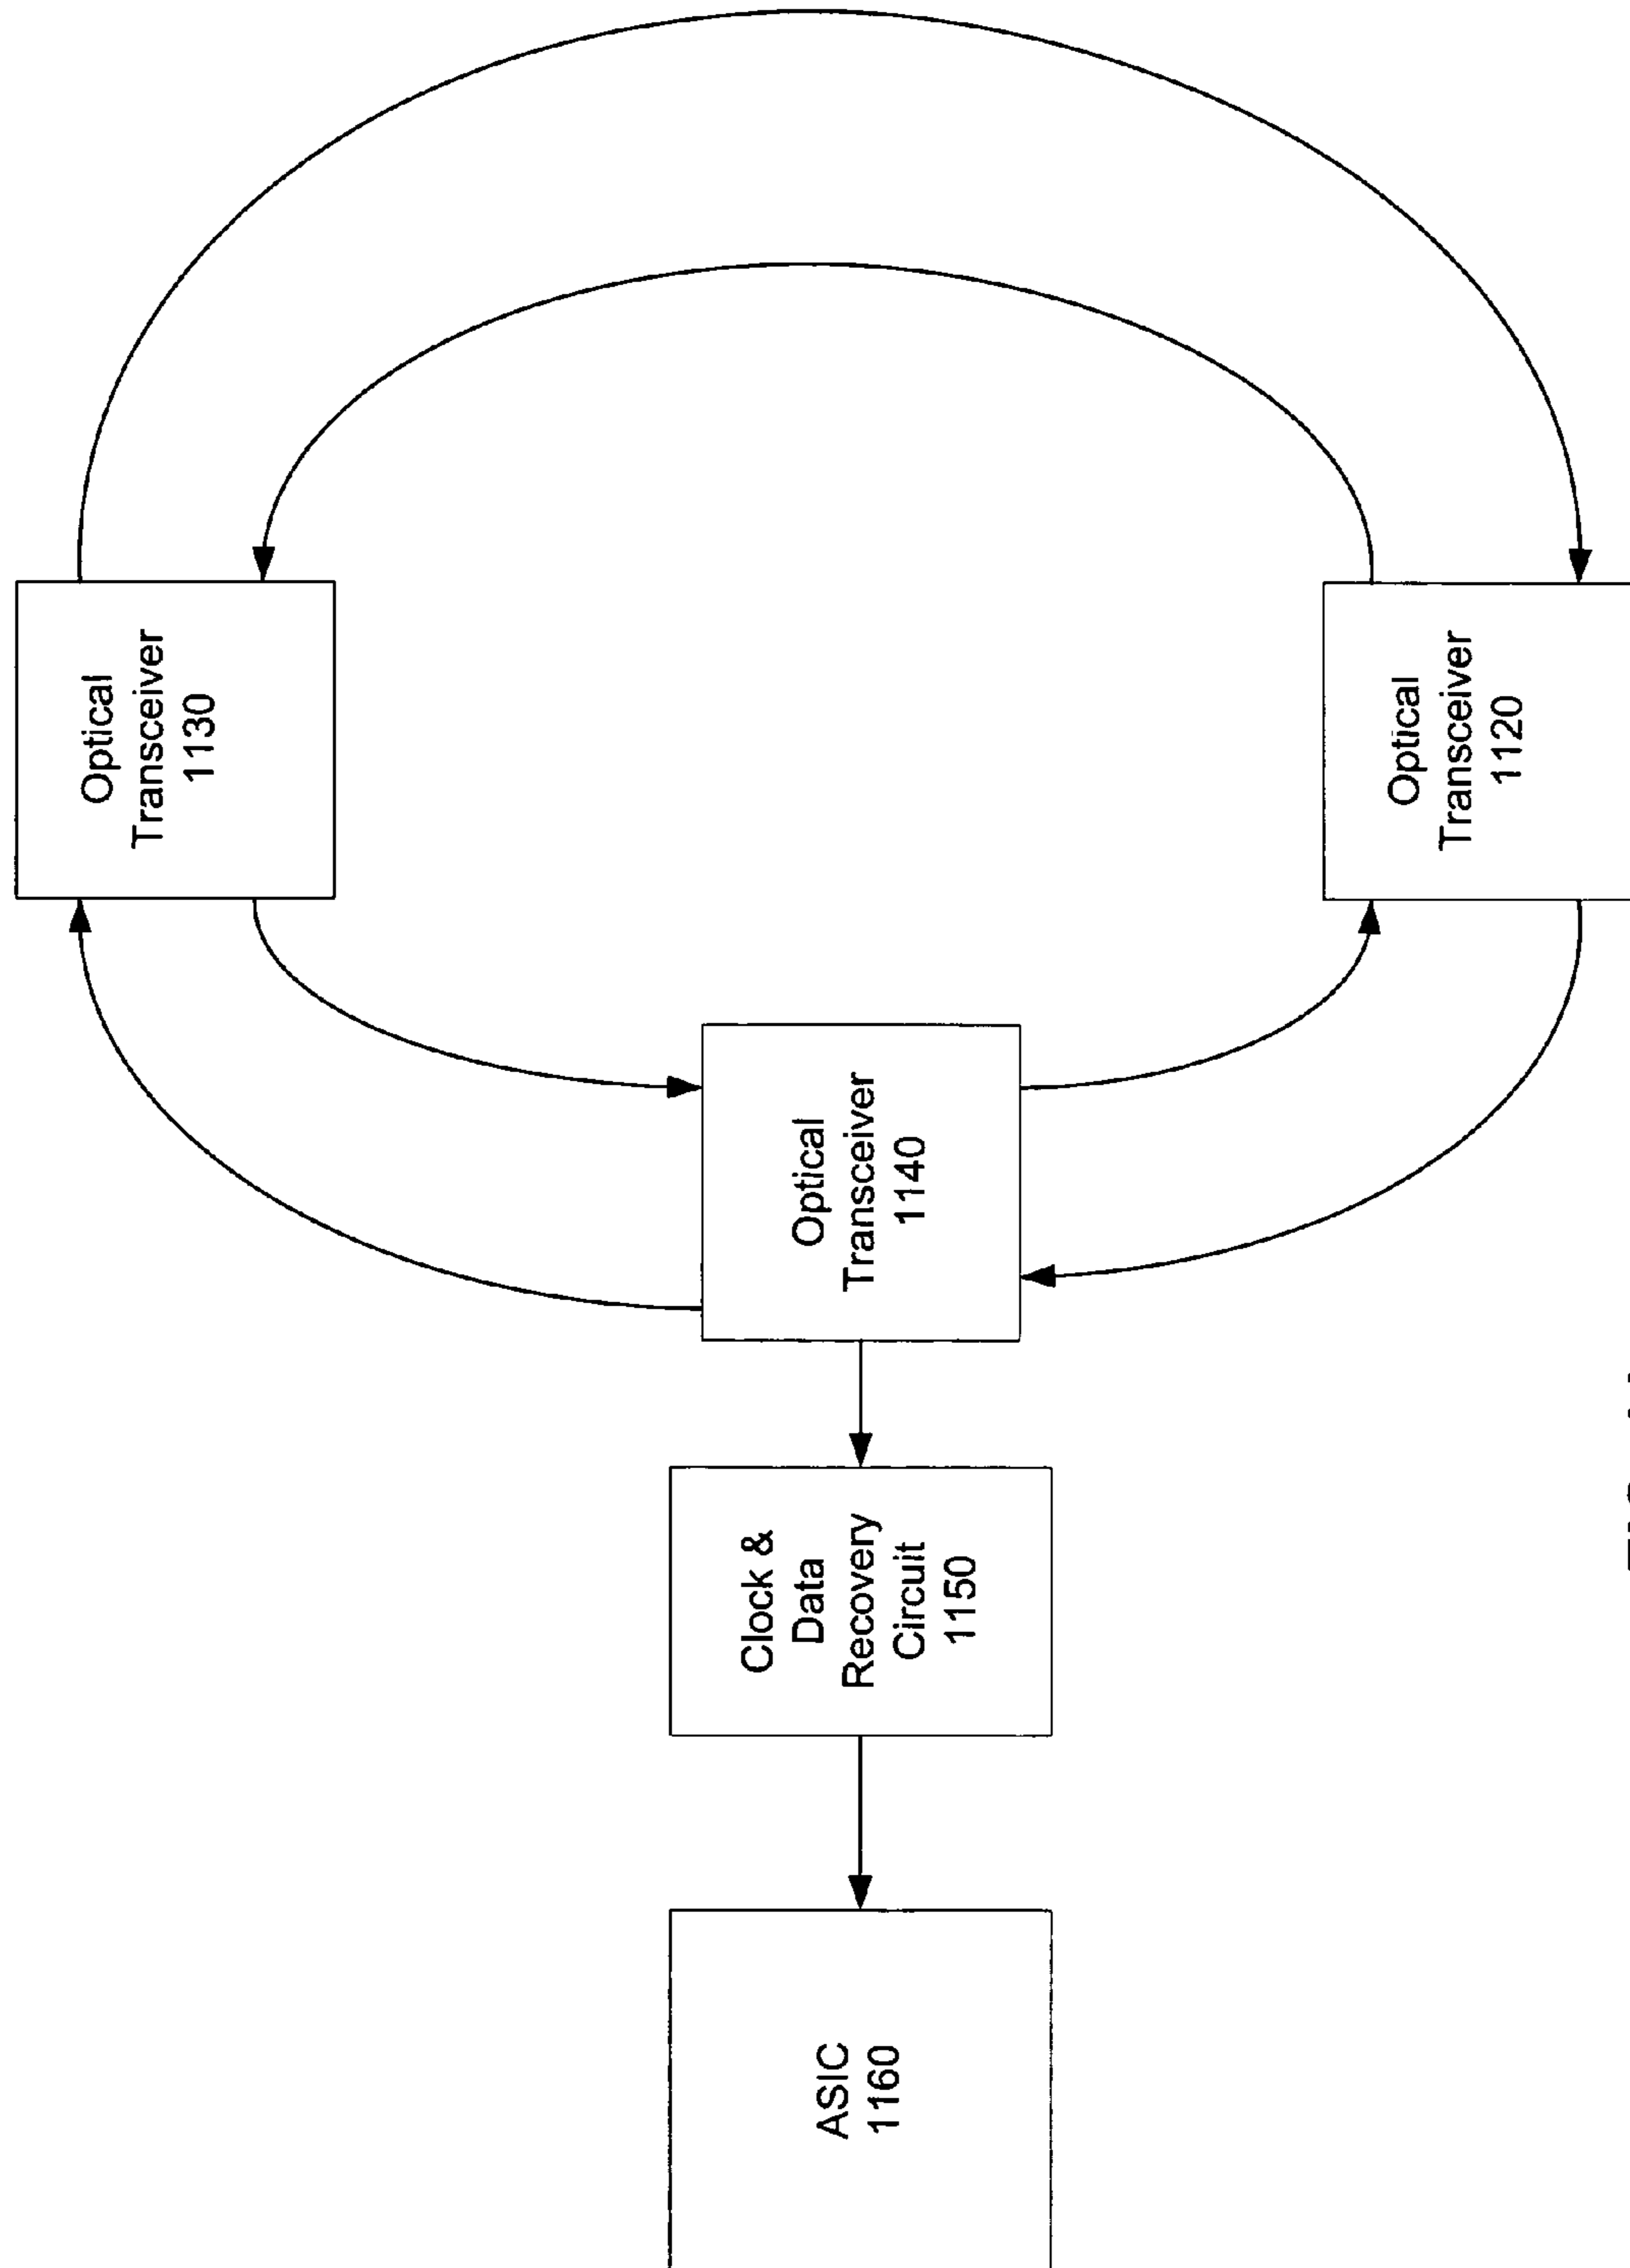 Optical
Transceiver
1130
ASIC
1160
Clock &
Data
Recovery
Circuit
1150
Optical
Transceiver
1140
Optical
Transceiver
1120